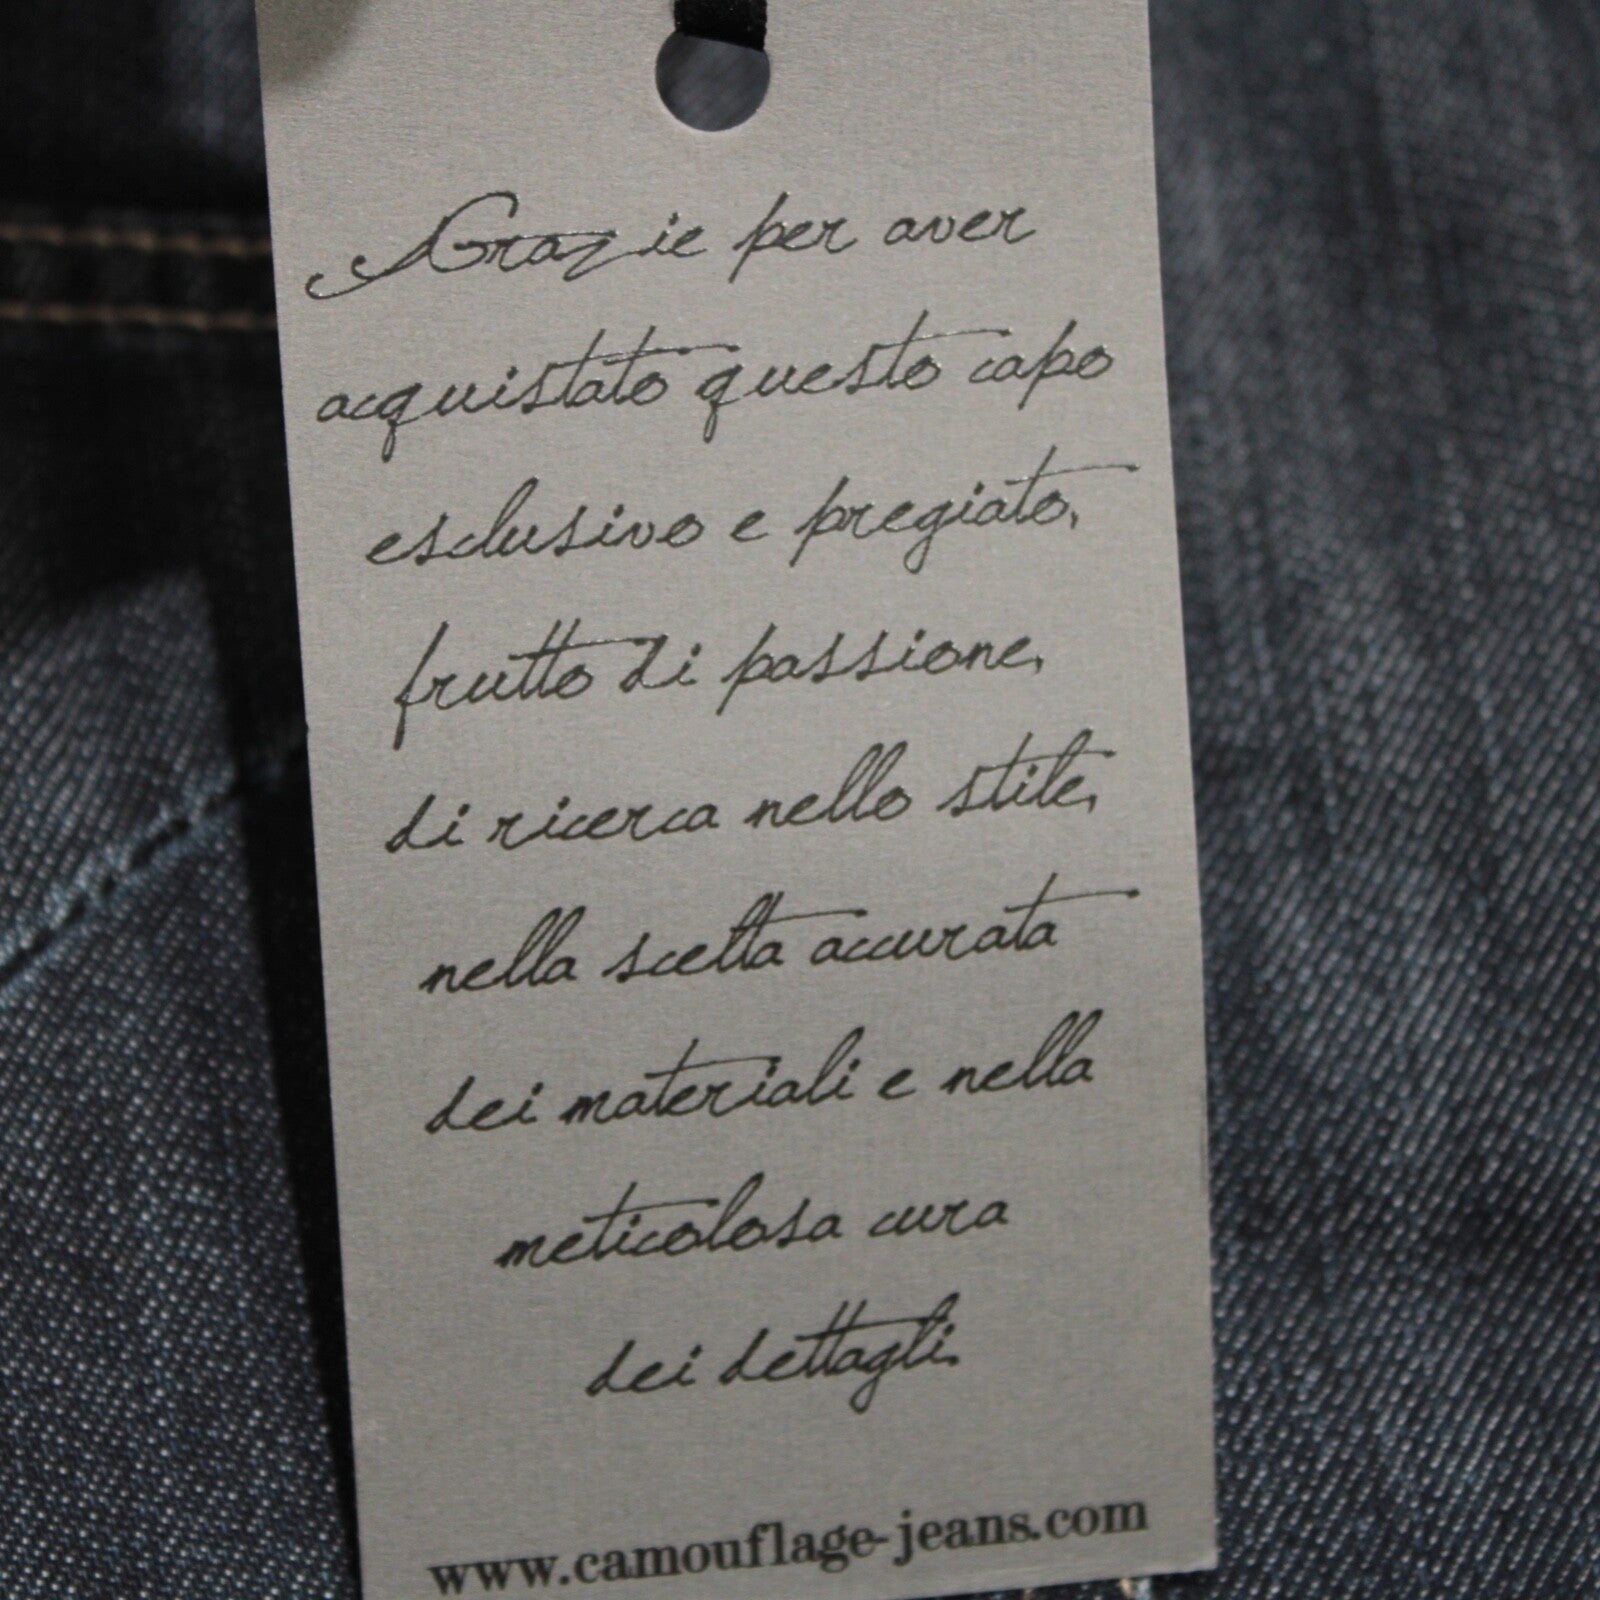 Grazie per aver
acquistato questo capo
esclusivo e pregiato,
frutto di passione,
di ricerca nello stile,
nella scelta accurata
dei materiali e nella
meticolosa cura
dei dettagli.
www.camouflage-jeans.com